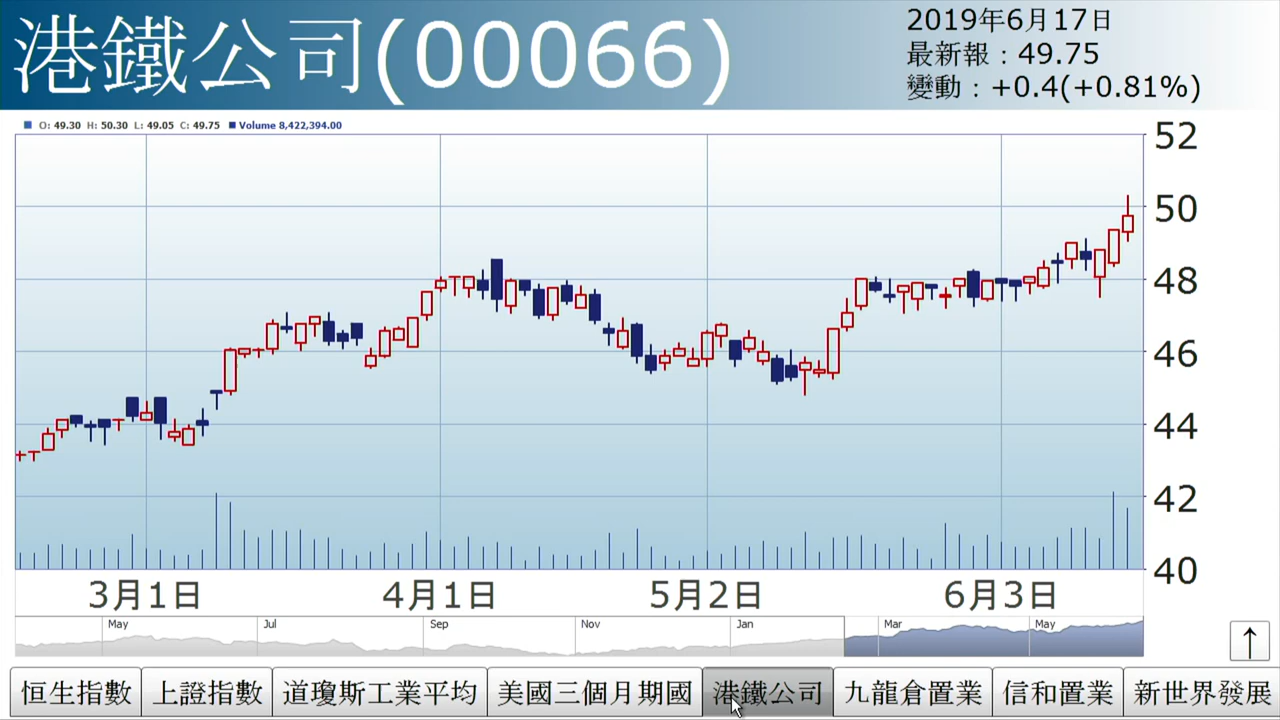 港鐵公司(00066)
2019年6月17日
最新報：49.75
變動：+0.4(+0.81%)
O: 49.30 H: 50.30 L: 49.05 C: 49.75 Volume 8,422,394.00
52
50
48
46
44
42
40
3月1日 4月1日 5月2日 6月3日
May Jul Sep Nov Jan Mar May
↑
恒生指數 上證指數 道瓊斯工業平均 美國三個月期國 港鐵公司 九龍倉置業 信和置業 新世界發展